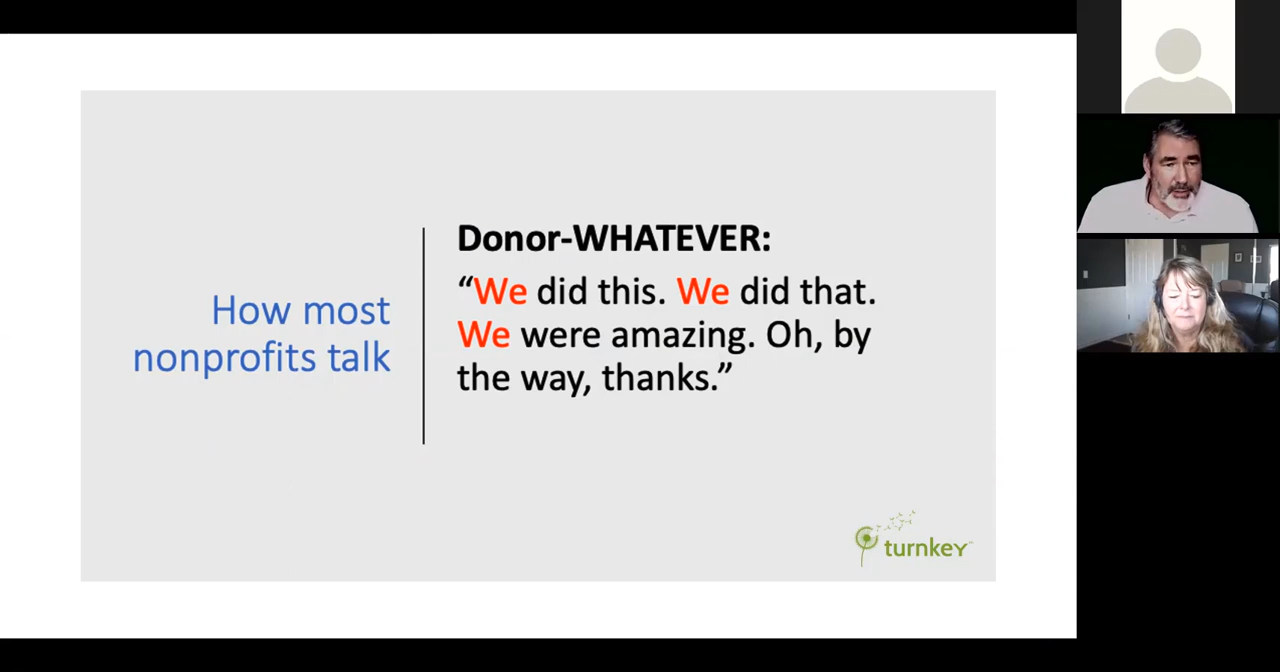 How most
nonprofits talk
Donor-WHATEVER:
“We did this. We did that.
We were amazing. Oh, by
the way, thanks.”
turnkey™